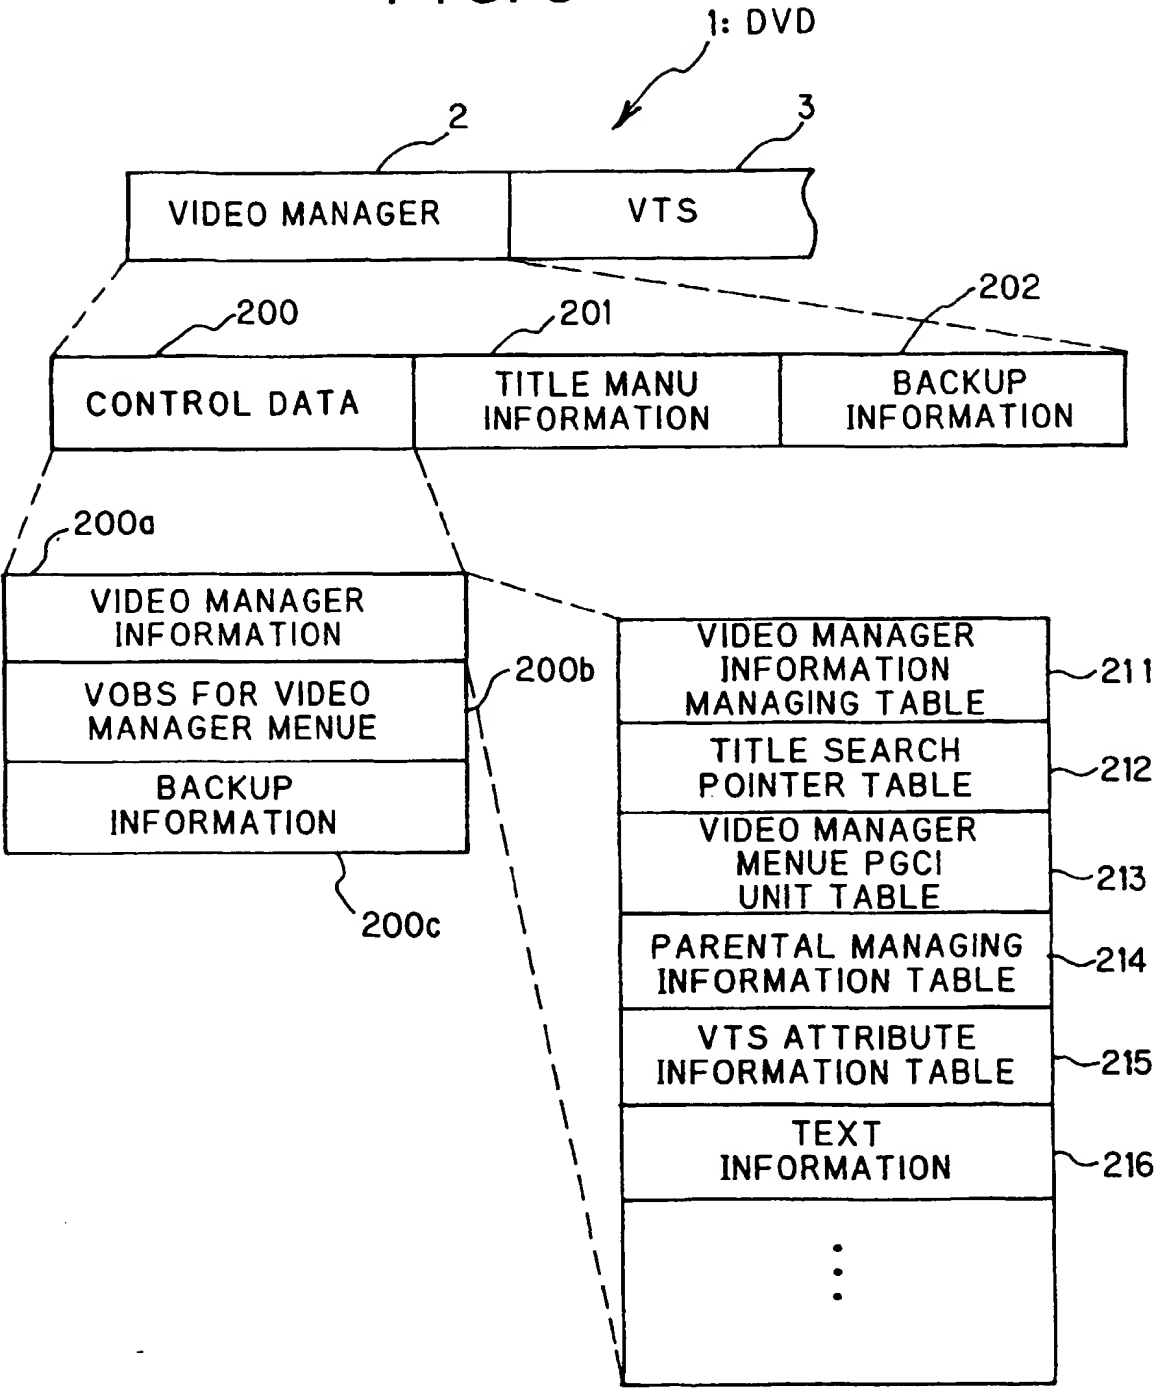 1: DVD
2
3
VIDEO MANAGER
VTS
200
201
202
CONTROL DATA
TITLE MANU
INFORMATION
BACKUP
INFORMATION
200a
VIDEO MANAGER
INFORMATION
200b
VOBS FOR VIDEO
MANAGER MENUE
BACKUP
INFORMATION
200c
VIDEO MANAGER
INFORMATION
MANAGING TABLE
211
TITLE SEARCH
POINTER TABLE
212
VIDEO MANAGER
MENUE PGCI
UNIT TABLE
213
PARENTAL MANAGING
INFORMATION TABLE
214
VTS ATTRIBUTE
INFORMATION TABLE
215
TEXT
INFORMATION
216